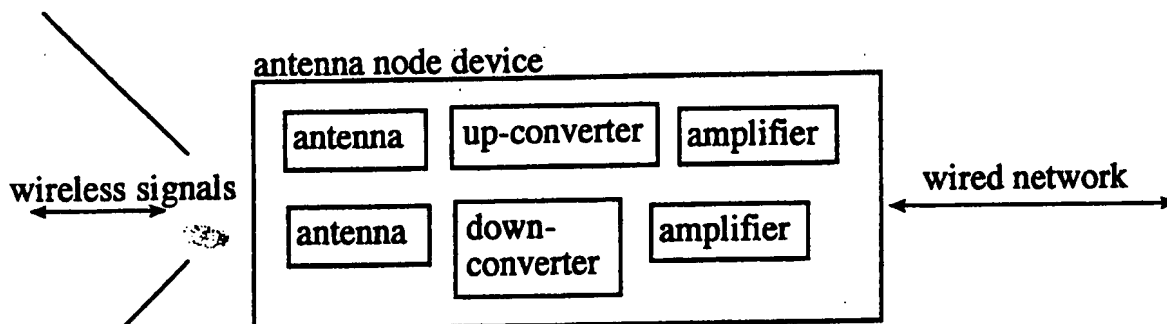 antenna node device
antenna
up-converter
amplifier
wireless signals
wired network
antenna
down-
converter
amplifier